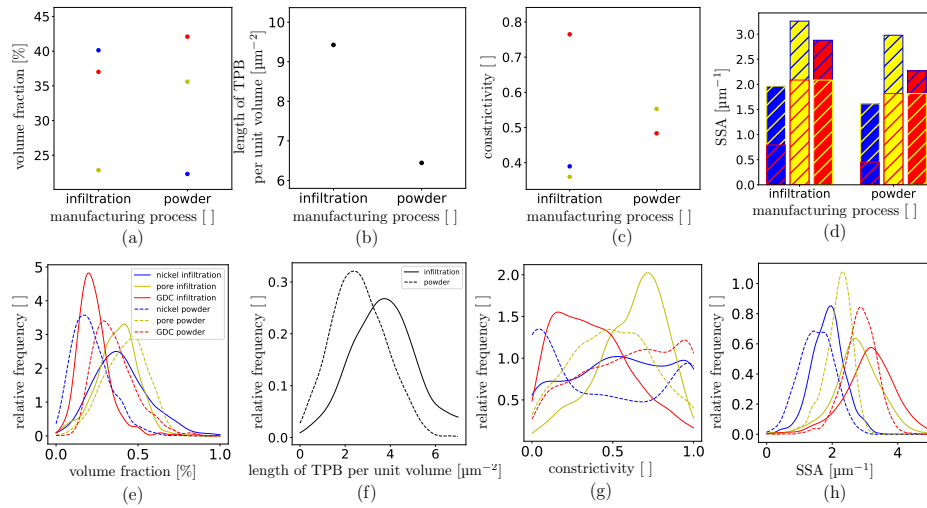 volume fraction [%]
40
35
30
25
infiltration
powder
manufacturing process [ ]
(a)
length of TPB
per unit volume [µm⁻²]
10
9
8
7
6
infiltration
powder
manufacturing process [ ]
(b)
constrictivity [ ]
0.8
0.6
0.4
infiltration
powder
manufacturing process [ ]
(c)
SSA [µm⁻¹]
3.0
2.5
2.0
1.5
1.0
0.5
0.0
infiltration
powder
manufacturing process [ ]
(d)
relative frequency [ ]
5
4
3
2
1
0
nickel infiltration
pore infiltration
GDC infiltration
nickel powder
pore powder
GDC powder
0.0
0.5
1.0
volume fraction [%]
(e)
relative frequency [ ]
0.3
0.2
0.1
0.0
infiltration
powder
0
2
4
6
length of TPB per unit volume [µm⁻²]
(f)
relative frequency [ ]
2.0
1.5
1.0
0.5
0.0
0.5
1.0
constrictivity [ ]
(g)
relative frequency [ ]
1.0
0.8
0.6
0.4
0.2
0.0
0
2
4
SSA [µm⁻¹]
(h)